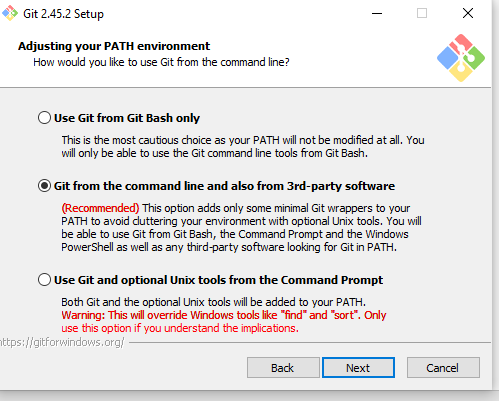 Git 2.45.2 Setup
Adjusting your PATH environment
How would you like to use Git from the command line?
Use Git from Git Bash only
This is the most cautious choice as your PATH will not be modified at all. You
will only be able to use the Git command line tools from Git Bash.
Git from the command line and also from 3rd-party software
(Recommended) This option adds only some minimal Git wrappers to your
PATH to avoid cluttering your environment with optional Unix tools. You will
be able to use Git from Git Bash, the Command Prompt and the Windows
PowerShell as well as any third-party software looking for Git in PATH.
Use Git and optional Unix tools from the Command Prompt
Both Git and the optional Unix tools will be added to your PATH.
Warning: This will override Windows tools like "find" and "sort". Only
use this option if you understand the implications.
https://gitforwindows.org/
Back
Next
Cancel